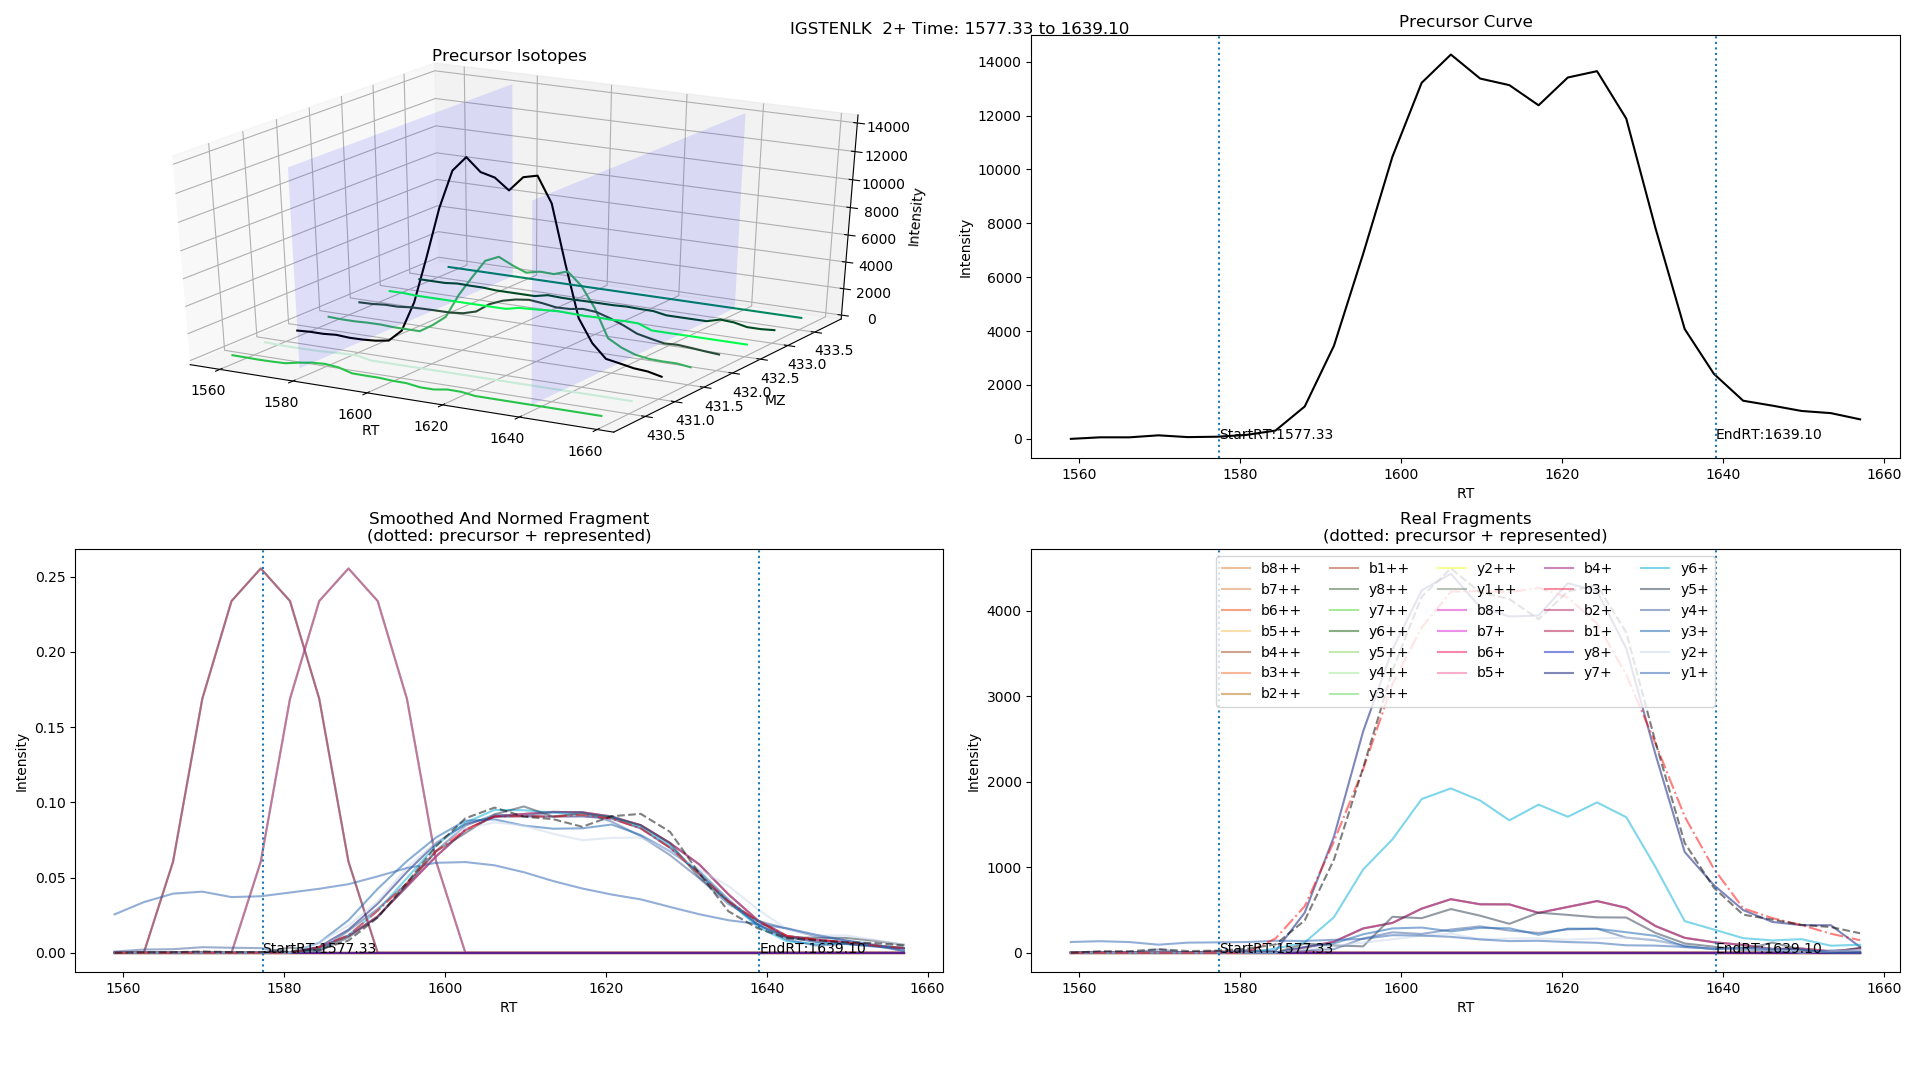 IGSTENLK  2+ Time: 1577.33 to 1639.10
Precursor Isotopes
14000
12000
10000
8000
6000
4000
2000
0
Intensity
433.5
433.0
432.5
432.0
431.5
431.0
430.5
MZ
1560
1580
1600
1620
1640
1660
RT
Precursor Curve
14000
12000
10000
8000
6000
4000
2000
0
Intensity
StartRT:1577.33
EndRT:1639.10
1560 1580 1600 1620 1640 1660
RT
Smoothed And Normed Fragment
(dotted: precursor + represented)
0.25
0.20
0.15
0.10
0.05
0.00
Intensity
StartRT:1577.33
EndRT:1639.10
1560 1580 1600 1620 1640 1660
RT
Real Fragments
(dotted: precursor + represented)
b8++ b1++ y2++ b4+ y6+
b7++ y8++ y1++ b3+ y5+
b6++ y7++ b8+ b2+ y4+
b5++ y6++ b7+ b1+ y3+
b4++ y5++ b6+ y8+ y2+
b3++ y4++ b5+ y7+ y1+
b2++ y3++
4000
3000
2000
1000
0
Intensity
StartRT:1577.33
EndRT:1639.10
1560 1580 1600 1620 1640 1660
RT